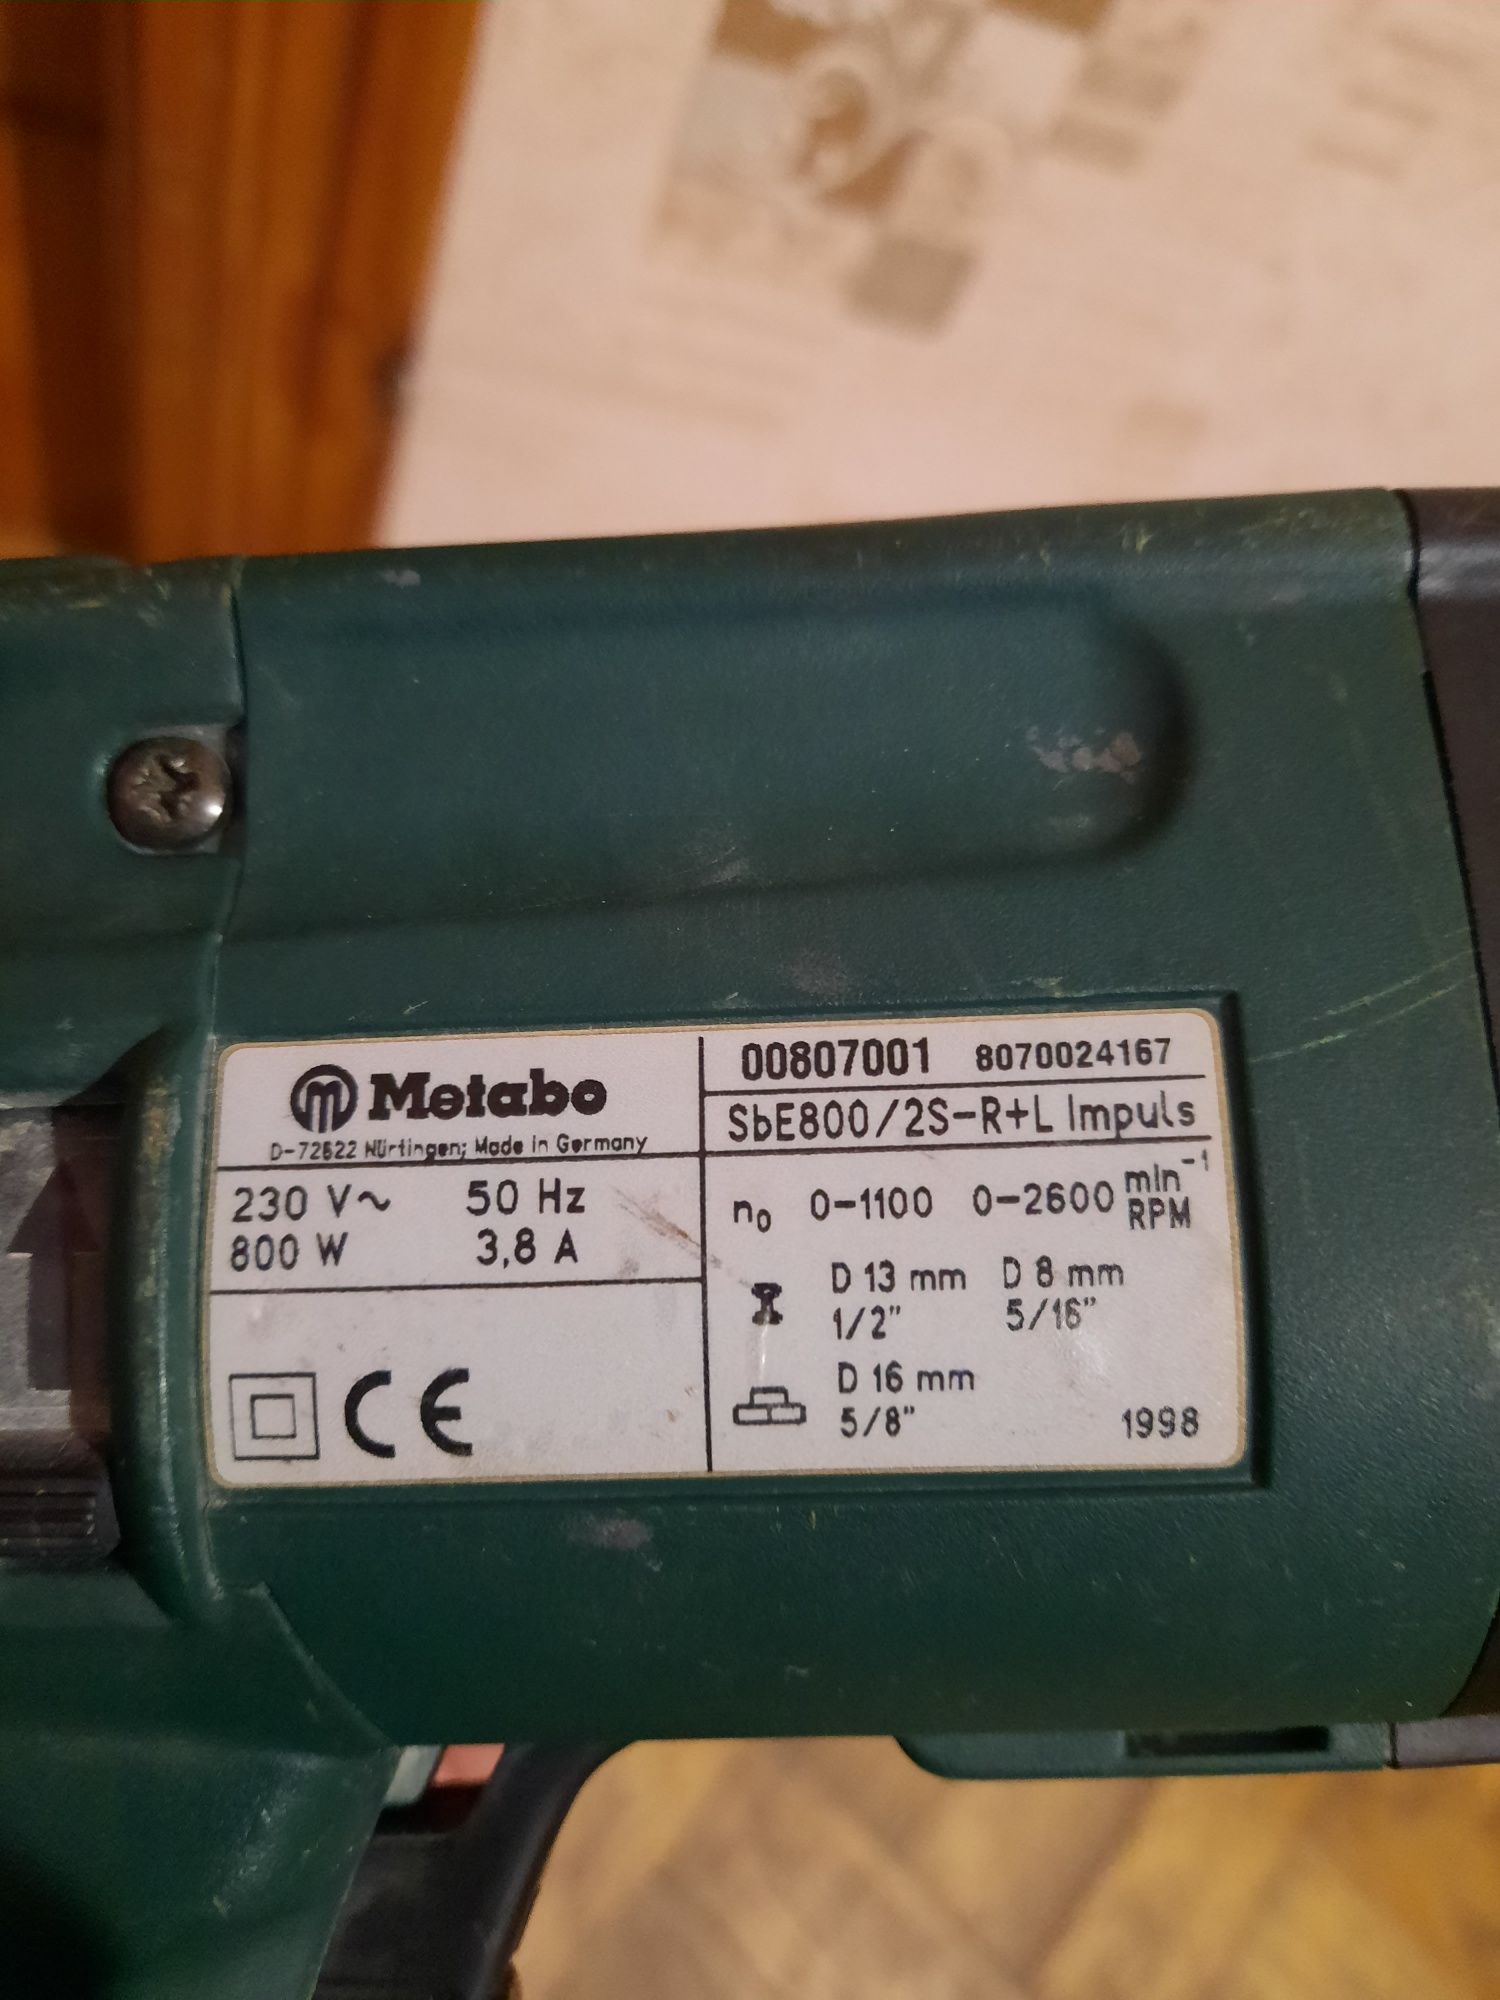 Metabo
D-72622 Nürtingen; Made in Germany
230 V~ 50 Hz
800 W 3,8 A
CE
00807001 8070024167
SbE800/2S-R+L Impuls
n₀ 0-1100 0-2600 min⁻¹
RPM
D 13 mm D 8 mm
1/2" 5/16"
D 16 mm
5/8"
1998